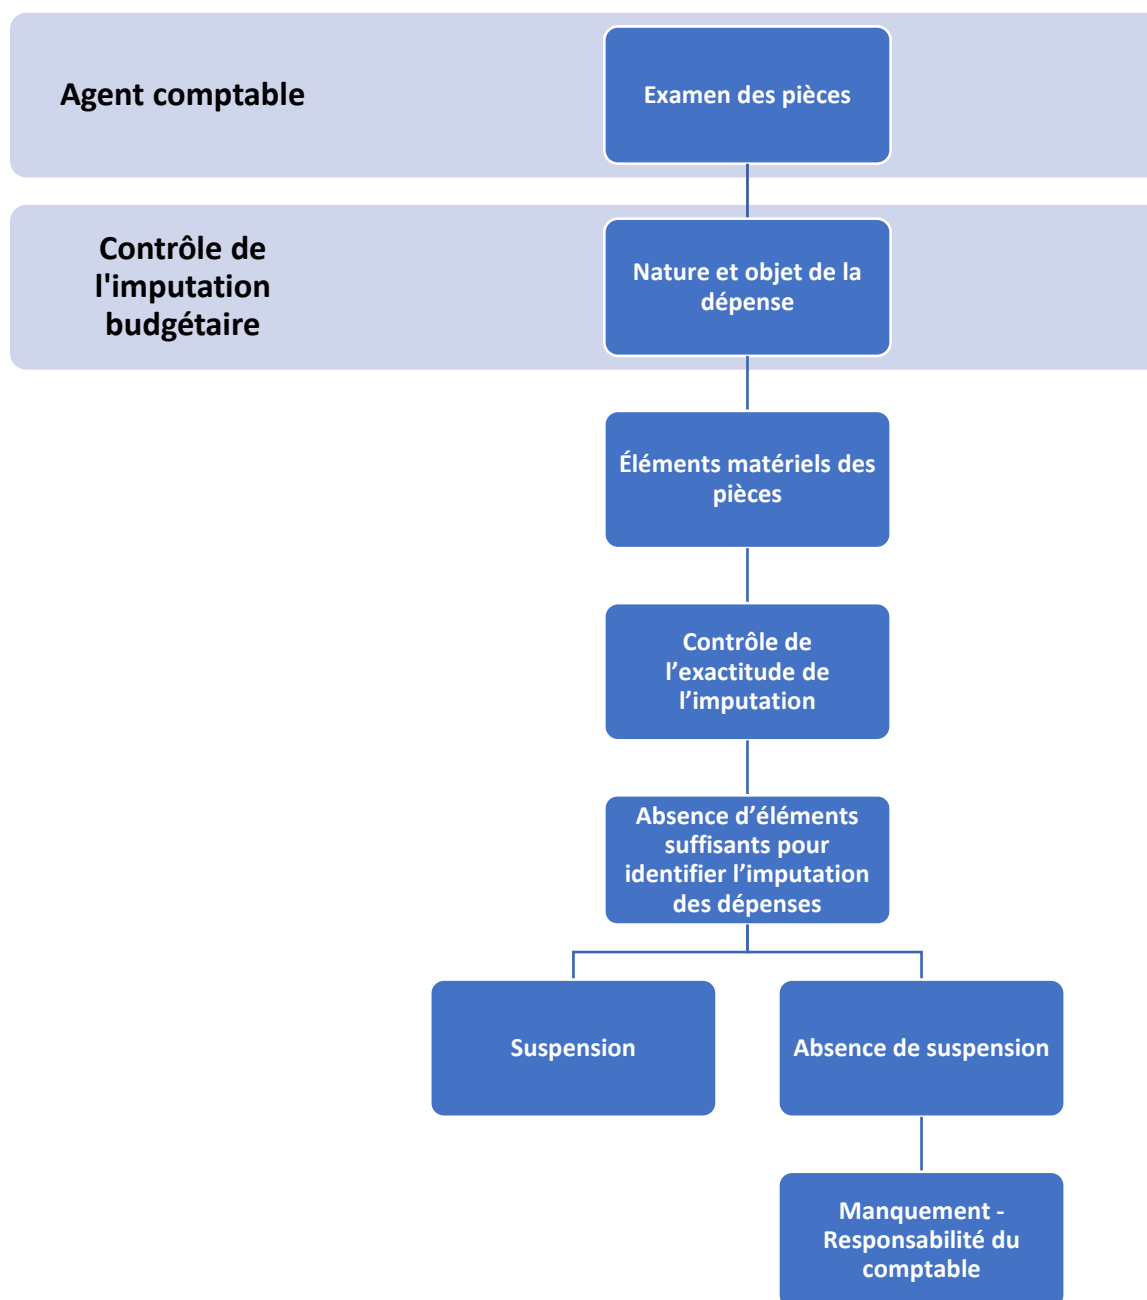 Agent comptable
Examen des pièces
Contrôle de
l'imputation
budgétaire
Nature et objet de la
dépense
Éléments matériels des
pièces
Contrôle de
l’exactitude de
l’imputation
Absence d’éléments
suffisants pour
identifier l’imputation
des dépenses
Suspension
Absence de suspension
Manquement -
Responsabilité du
comptable